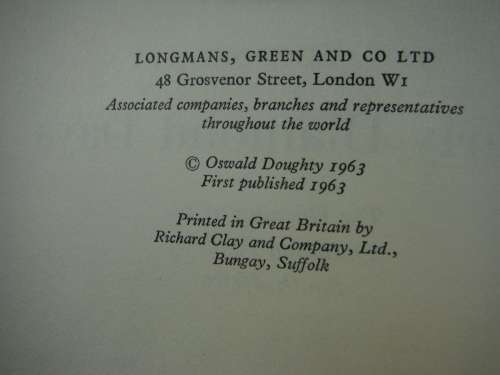 LONGMANS, GREEN AND CO LTD
48 Grosvenor Street, London W1
Associated companies, branches and representatives
throughout the world
© Oswald Doughty 1963
First published 1963
Printed in Great Britain by
Richard Clay and Company, Ltd.,
Bungay, Suffolk